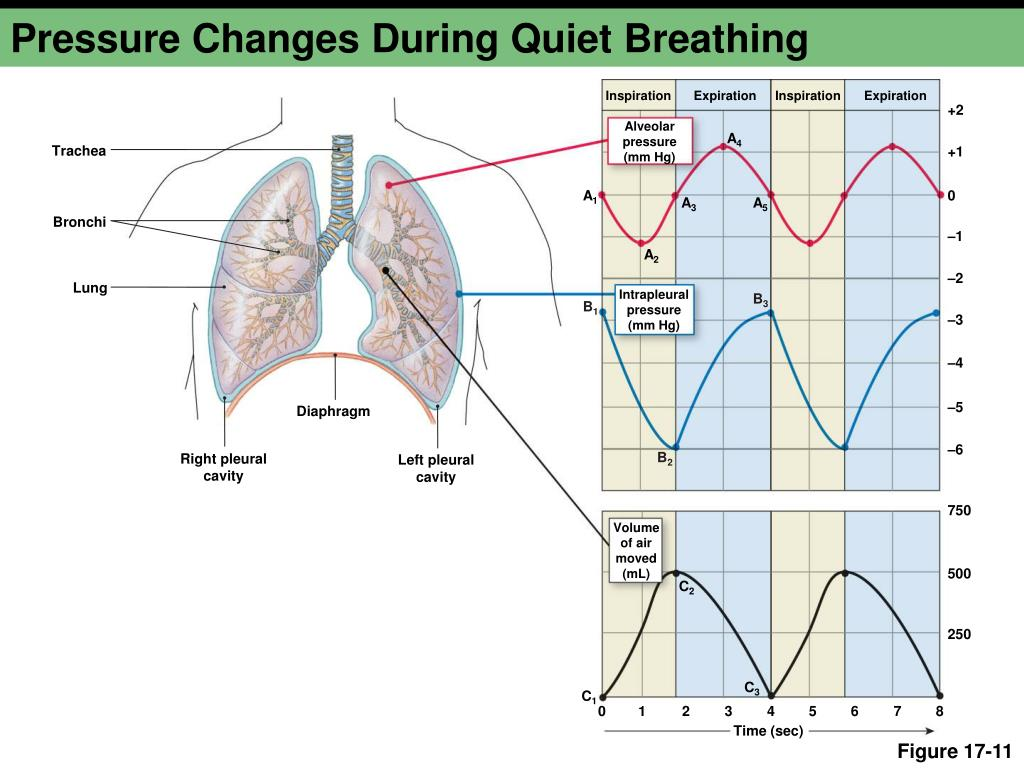 Pressure Changes During Quiet Breathing
Trachea
Bronchi
Lung
Diaphragm
Right pleural
cavity
Left pleural
cavity
Inspiration Expiration Inspiration Expiration
Alveolar
pressure
(mm Hg)
A₁
A₂
A₃
A₄
A₅
+2
+1
0
–1
–2
–3
–4
–5
–6
Intrapleural
pressure
(mm Hg)
B₁
B₂
B₃
Volume
of air
moved
(mL)
C₁
C₂
C₃
750
500
250
0 1 2 3 4 5 6 7 8
Time (sec)
Figure 17-11